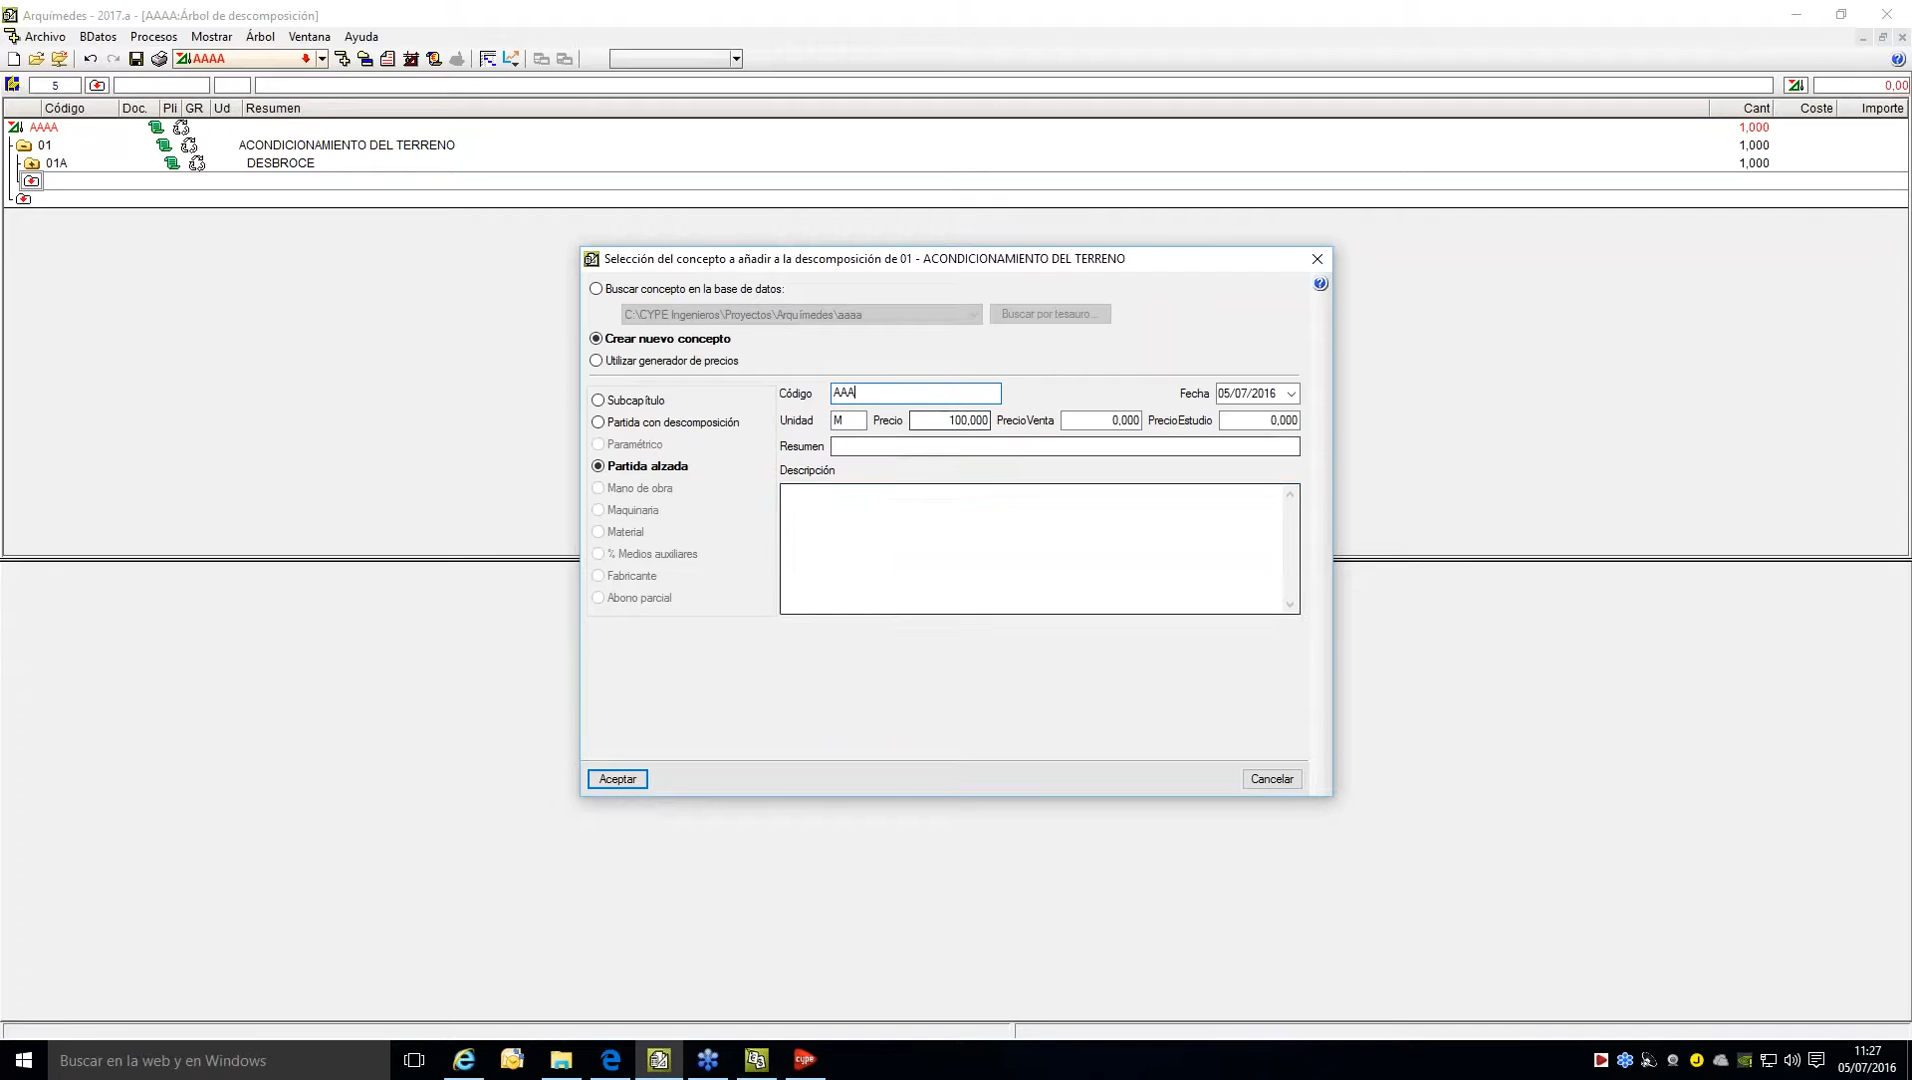 Arquímedes - 2017.a - [AAAA:Árbol de descomposición]
Archivo BDatos Procesos Mostrar Árbol Ventana Ayuda
AAAA
5 0,00
Código Doc. Pli GR Ud Resumen Cant Coste Importe
AAAA 1,000
01 ACONDICIONAMIENTO DEL TERRENO 1,000
01A DESBROCE 1,000
Selección del concepto a añadir a la descomposición de 01 - ACONDICIONAMIENTO DEL TERRENO
Buscar concepto en la base de datos:
C:\CYPE Ingenieros\Proyectos\Arquímedes\aaaa Buscar por tesauro...
Crear nuevo concepto
Utilizar generador de precios
Código AAA Fecha 05/07/2016
Unidad M Precio 100,000 PrecioVenta 0,000 PrecioEstudio 0,000
Resumen
Descripción
Subcapítulo
Partida con descomposición
Paramétrico
Partida alzada
Mano de obra
Maquinaria
Material
% Medios auxiliares
Fabricante
Abono parcial
Aceptar Cancelar
Buscar en la web y en Windows
cype
11:27
05/07/2016